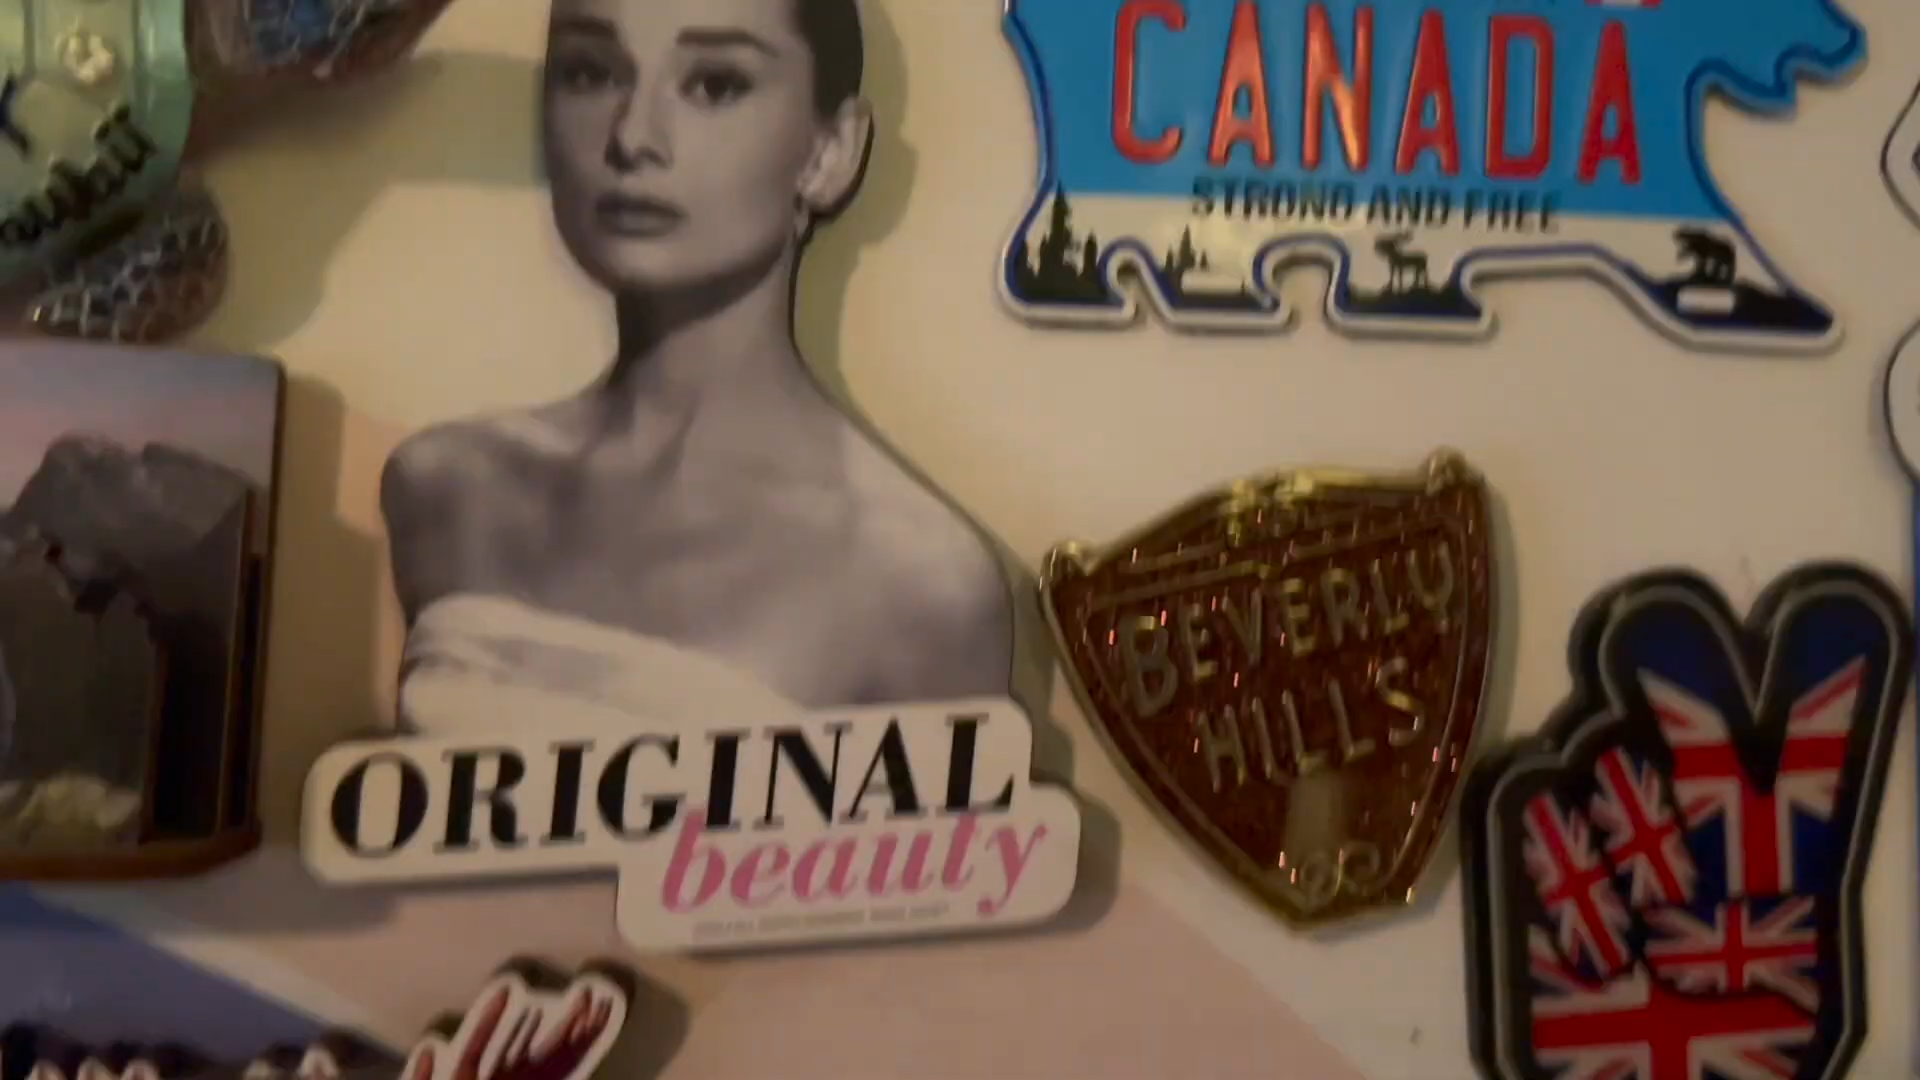 CANADA
STRONG AND FREE
BEVERLY
HILLS
ORIGINAL
beauty